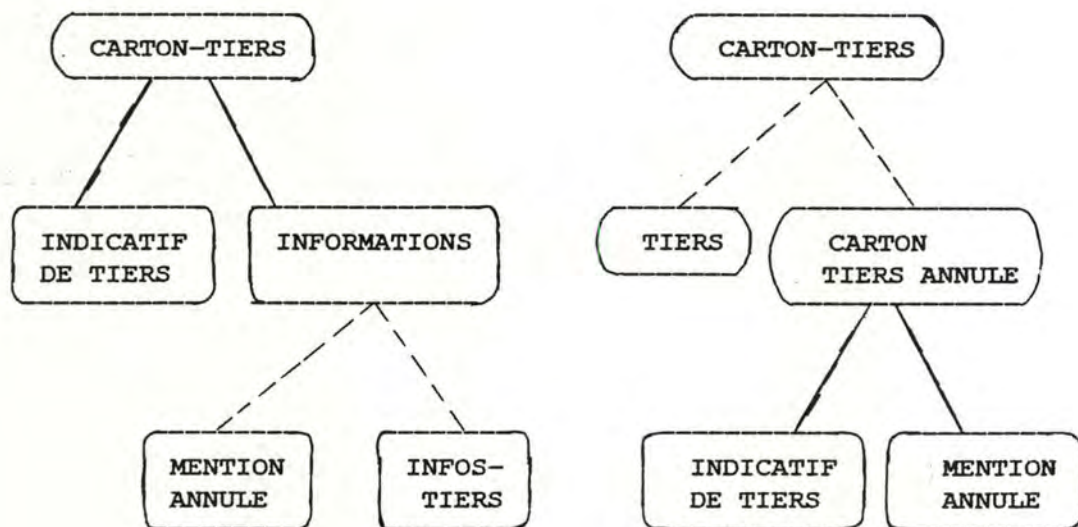 CARTON-TIERS
INDICATIF
DE TIERS
INFORMATIONS
MENTION
ANNULE
INFOS-
TIERS
CARTON-TIERS
TIERS
CARTON
TIERS ANNULE
INDICATIF
DE TIERS
MENTION
ANNULE